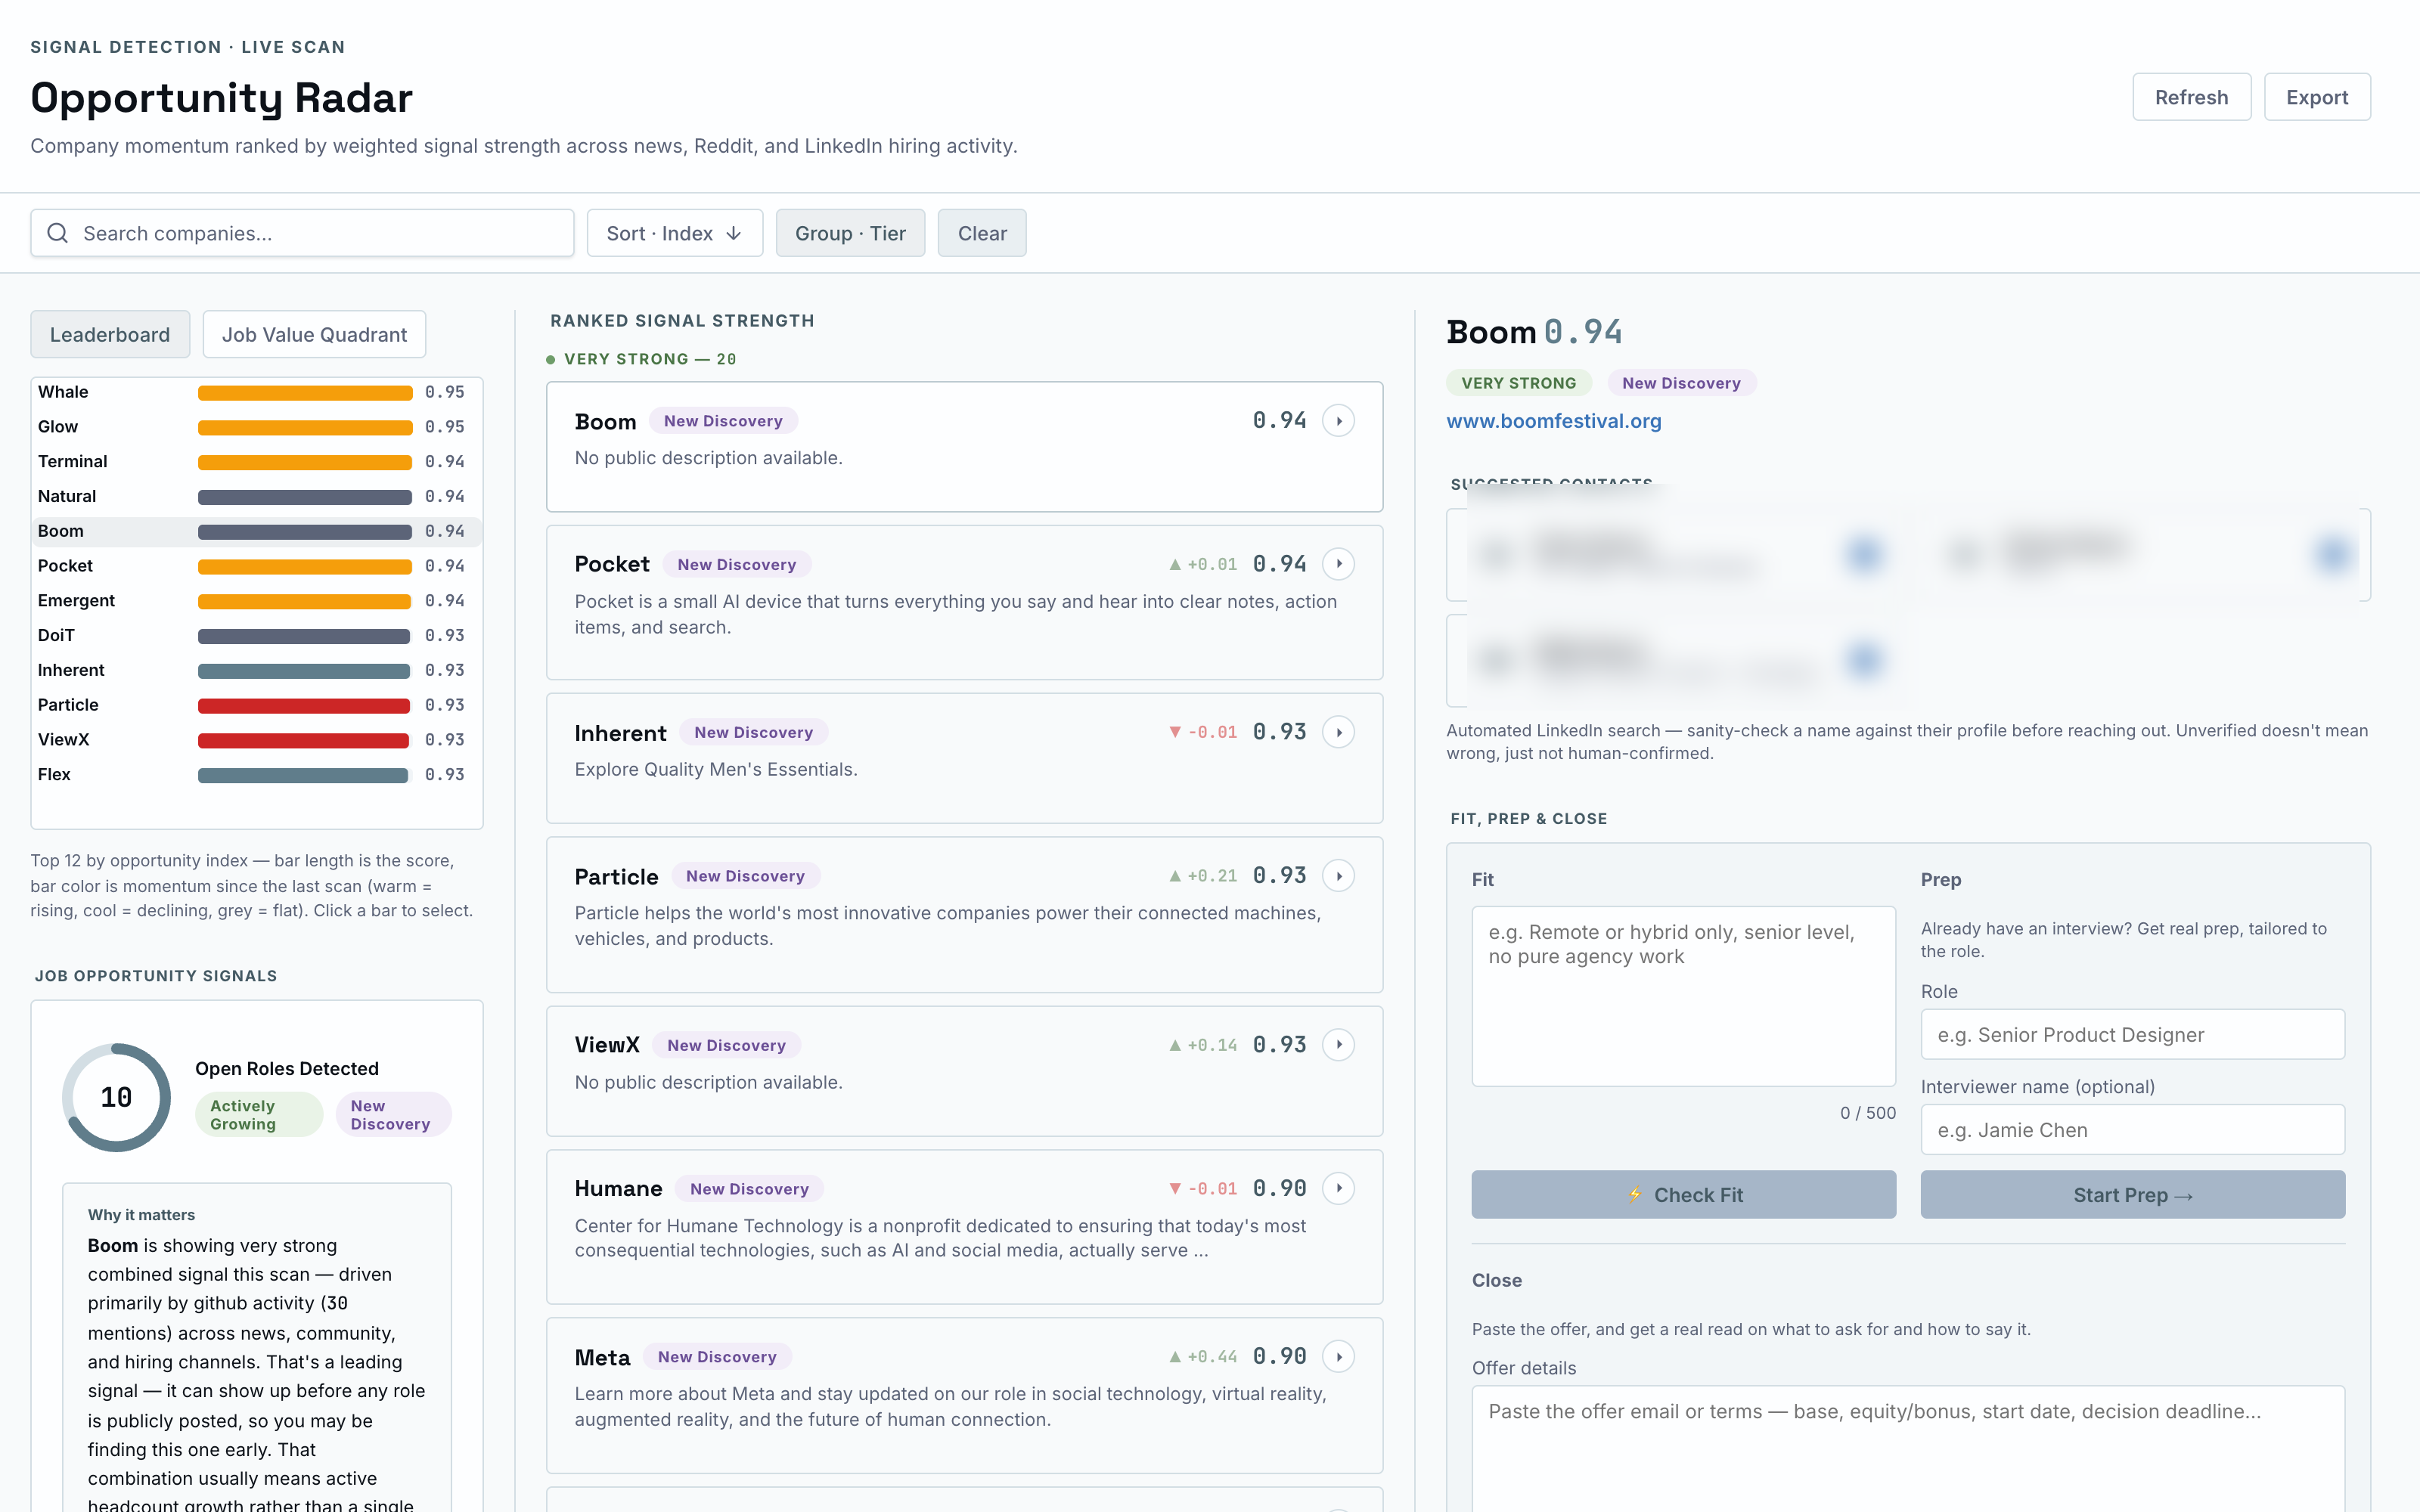 SIGNAL DETECTION · LIVE SCAN
Opportunity Radar
Company momentum ranked by weighted signal strength across news, Reddit, and LinkedIn hiring activity.
Refresh
Export
Search companies...
Sort · Index ↓
Group · Tier
Clear
Leaderboard
Job Value Quadrant
Whale 0.95
Glow 0.95
Terminal 0.94
Natural 0.94
Boom 0.94
Pocket 0.94
Emergent 0.94
DoiT 0.93
Inherent 0.93
Particle 0.93
ViewX 0.93
Flex 0.93
Top 12 by opportunity index — bar length is the score,
bar color is momentum since the last scan (warm =
rising, cool = declining, grey = flat). Click a bar to select.
JOB OPPORTUNITY SIGNALS
10
Open Roles Detected
Actively
Growing
New
Discovery
Why it matters
Boom is showing very strong
combined signal this scan — driven
primarily by github activity (30
mentions) across news, community,
and hiring channels. That's a leading
signal — it can show up before any role
is publicly posted, so you may be
finding this one early. That
combination usually means active
headcount growth rather than a single
RANKED SIGNAL STRENGTH
VERY STRONG — 20
Boom New Discovery 0.94
No public description available.
Pocket New Discovery ▲ +0.01 0.94
Pocket is a small AI device that turns everything you say and hear into clear notes, action
items, and search.
Inherent New Discovery ▼ -0.01 0.93
Explore Quality Men's Essentials.
Particle New Discovery ▲ +0.21 0.93
Particle helps the world's most innovative companies power their connected machines,
vehicles, and products.
ViewX New Discovery ▲ +0.14 0.93
No public description available.
Humane New Discovery ▼ -0.01 0.90
Center for Humane Technology is a nonprofit dedicated to ensuring that today's most
consequential technologies, such as AI and social media, actually serve ...
Meta New Discovery ▲ +0.44 0.90
Learn more about Meta and stay updated on our role in social technology, virtual reality,
augmented reality, and the future of human connection.
Boom 0.94
VERY STRONG
New Discovery
www.boomfestival.org
SUGGESTED CONTACTS
Automated LinkedIn search — sanity-check a name against their profile before reaching out. Unverified doesn't mean
wrong, just not human-confirmed.
FIT, PREP & CLOSE
Fit
e.g. Remote or hybrid only, senior level,
no pure agency work
0 / 500
⚡ Check Fit
Prep
Already have an interview? Get real prep, tailored to
the role.
Role
e.g. Senior Product Designer
Interviewer name (optional)
e.g. Jamie Chen
Start Prep →
Close
Paste the offer, and get a real read on what to ask for and how to say it.
Offer details
Paste the offer email or terms — base, equity/bonus, start date, decision deadline...